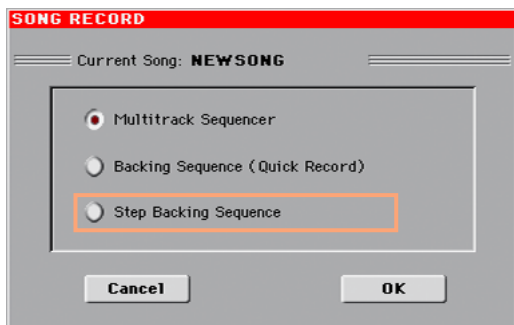 SONG RECORD
Current Song: NEWSONG
Multitrack Sequencer
Backing Sequence (Quick Record)
Step Backing Sequence
Cancel OK